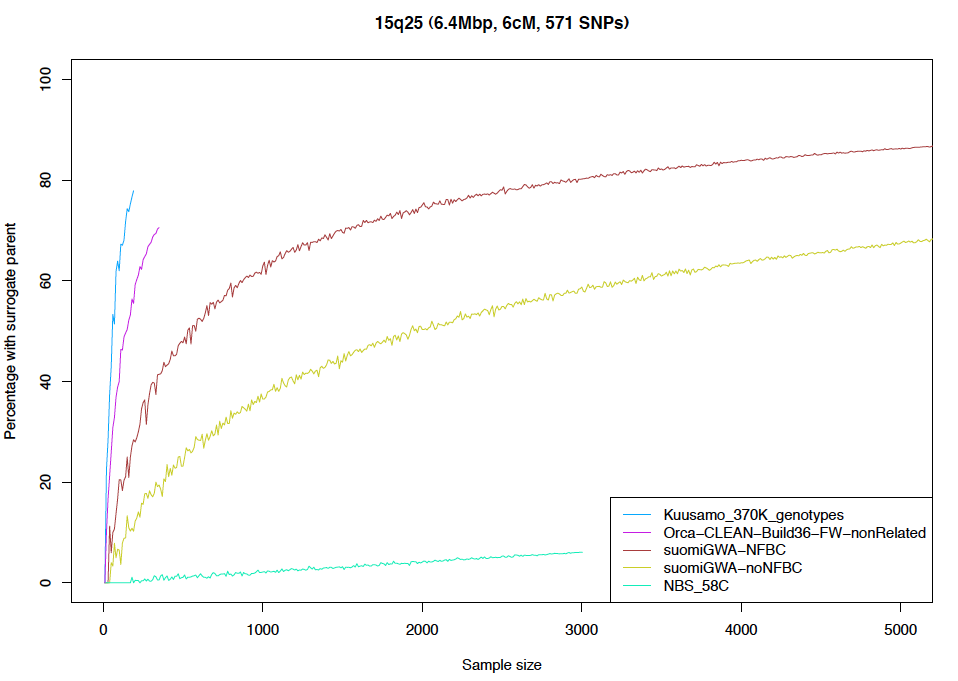 15q25 (6.4Mbp, 6cM, 571 SNPs)
Percentage with surrogate parent
100
80
60
40
20
0
Kuusamo_370K_genotypes
Orca−CLEAN−Build36−FW−nonRelated
suomiGWA−NFBC
suomiGWA−noNFBC
NBS_58C
0 1000 2000 3000 4000 5000
Sample size